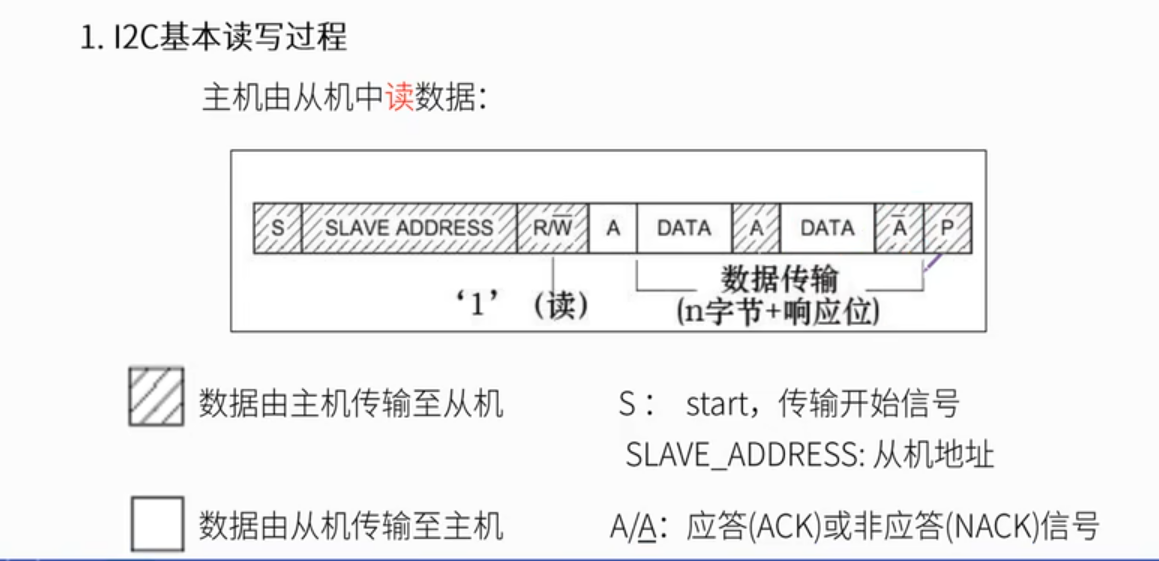 1. I2C基本读写过程
主机由从机中读数据：
S SLAVE ADDRESS R/W̅ A DATA A DATA A̅ P
‘1’ (读)
数据传输
(n字节+响应位)
数据由主机传输至从机
S： start，传输开始信号
SLAVE_ADDRESS: 从机地址
数据由从机传输至主机
A/A̲：应答(ACK)或非应答(NACK)信号